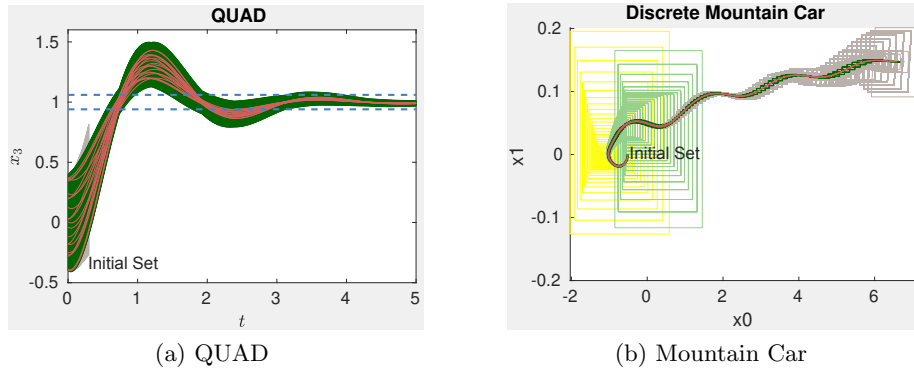 QUAD
1.5
1
0.5
0
-0.5
x₃
Initial Set
0 1 2 3 4 5
t
(a) QUAD
Discrete Mountain Car
0.2
0.1
0
-0.1
-0.2
x1
Initial Set
-2 0 2 4 6
x0
(b) Mountain Car